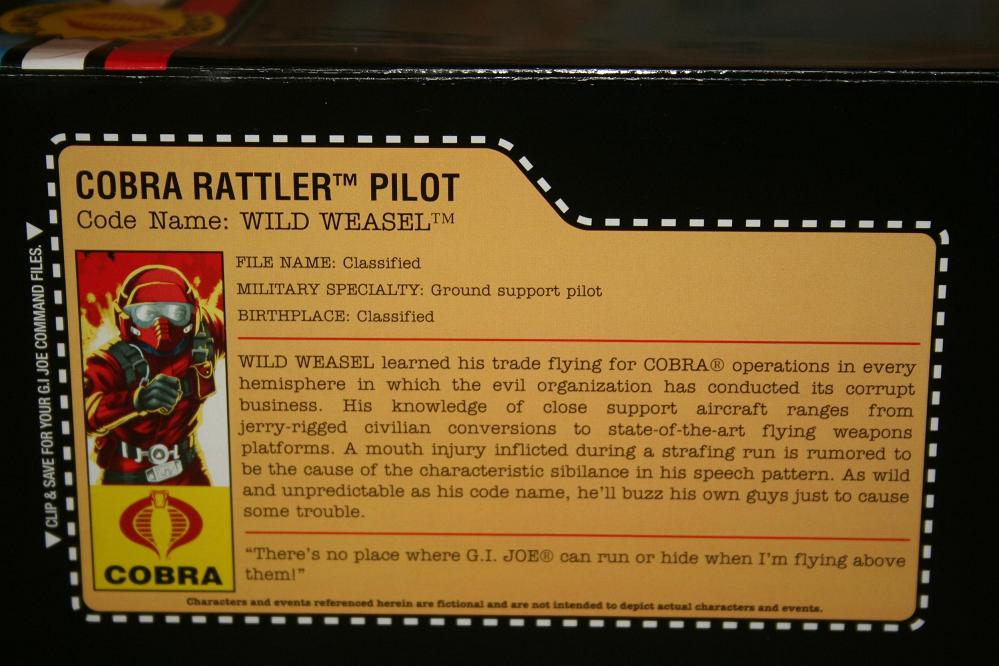 COBRA RATTLER™ PILOT
Code Name: WILD WEASEL™
FILE NAME: Classified
MILITARY SPECIALTY: Ground support pilot
BIRTHPLACE: Classified
WILD WEASEL learned his trade flying for COBRA® operations in every
hemisphere in which the evil organization has conducted its corrupt
business. His knowledge of close support aircraft ranges from
jerry-rigged civilian conversions to state-of-the-art flying weapons
platforms. A mouth injury inflicted during a strafing run is rumored to
be the cause of the characteristic sibilance in his speech pattern. As wild
and unpredictable as his code name, he'll buzz his own guys just to cause
some trouble.
"There's no place where G.I. JOE® can run or hide when I'm flying above
them!"
COBRA
Characters and events referenced herein are fictional and are not intended to depict actual characters and events.
CLIP & SAVE FOR YOUR G.I JOE COMMAND FILES.